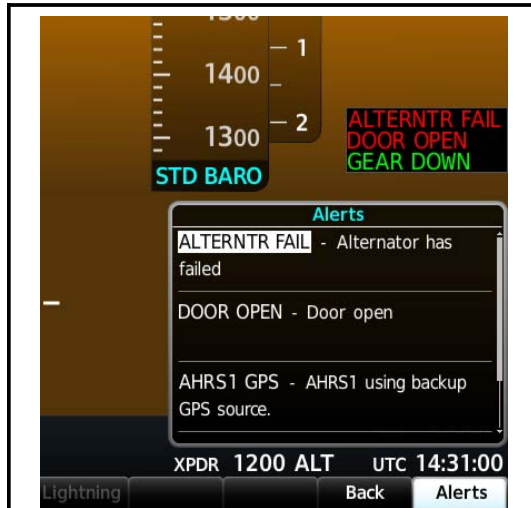 1300
— 1
1400
— 2
1300
STD BARO
ALTERNTR FAIL
DOOR OPEN
GEAR DOWN
Alerts
ALTERNTR FAIL - Alternator has
failed
DOOR OPEN - Door open
AHRS1 GPS - AHRS1 using backup
GPS source.
XPDR 1200 ALT UTC 14:31:00
Lightning Back Alerts